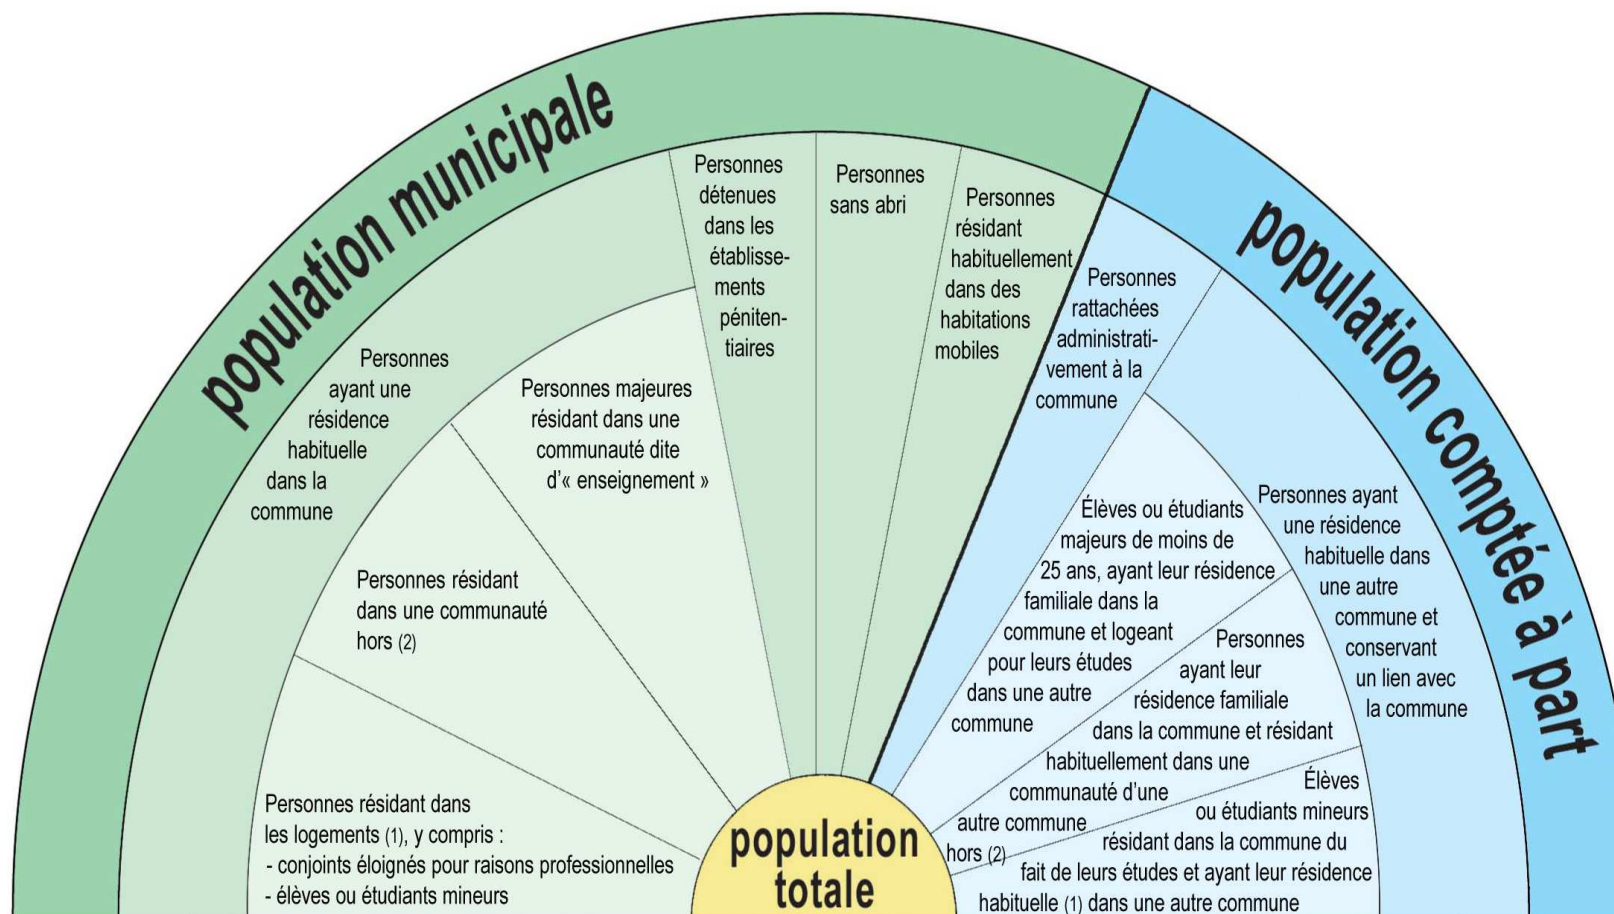 population municipale
population comptée à part
Personnes
ayant une
résidence
habituelle
dans la
commune
Personnes
détenues
dans les
établisse-
ments
péniten-
tiaires
Personnes
sans abri
Personnes
résidant
habituellement
dans des
habitations
mobiles
Personnes majeures
résidant dans une
communauté dite
d'« enseignement »
Personnes résidant
dans une communauté
hors (2)
Personnes résidant dans
les logements (1), y compris :
- conjoints éloignés pour raisons professionnelles
- élèves ou étudiants mineurs
Personnes
rattachées
administrati-
vement à la
commune
Personnes ayant
une résidence
habituelle dans
une autre
commune et
conservant
un lien avec
la commune
Élèves ou étudiants
majeurs de moins de
25 ans, ayant leur résidence
familiale dans la
commune et logeant
pour leurs études
dans une autre
commune
Personnes
ayant leur
résidence familiale
dans la commune et résidant
habituellement dans une
communauté d'une
autre commune
hors (2)
Élèves
ou étudiants mineurs
résidant dans la commune du
fait de leurs études et ayant leur résidence
habituelle (1) dans une autre commune
population
totale